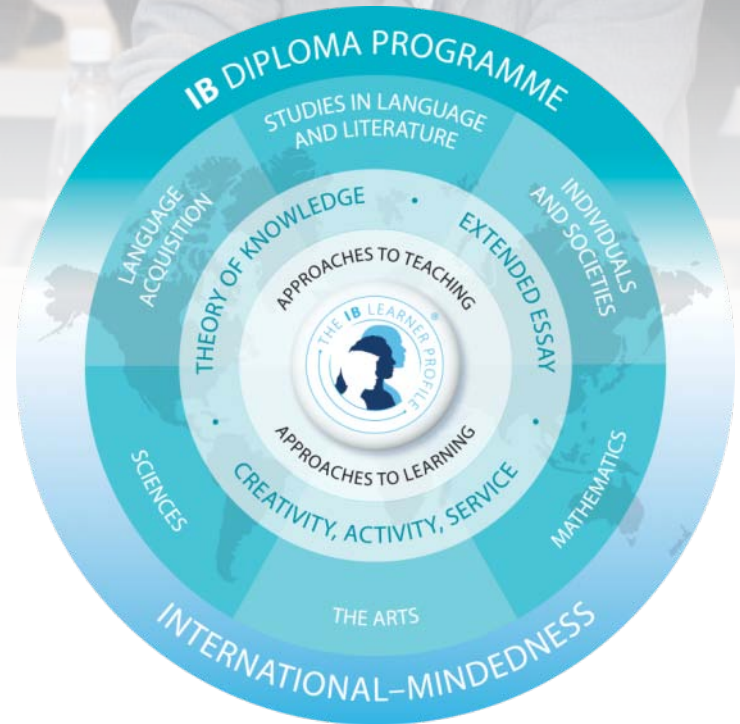 IB DIPLOMA PROGRAMME
STUDIES IN LANGUAGE
AND LITERATURE
LANGUAGE
ACQUISITION
INDIVIDUALS
AND SOCIETIES
THEORY OF KNOWLEDGE
•
EXTENDED ESSAY
APPROACHES TO TEACHING
THE IB LEARNER PROFILE
®
APPROACHES TO LEARNING
•
•
CREATIVITY, ACTIVITY, SERVICE
SCIENCES
MATHEMATICS
THE ARTS
INTERNATIONAL–MINDEDNESS